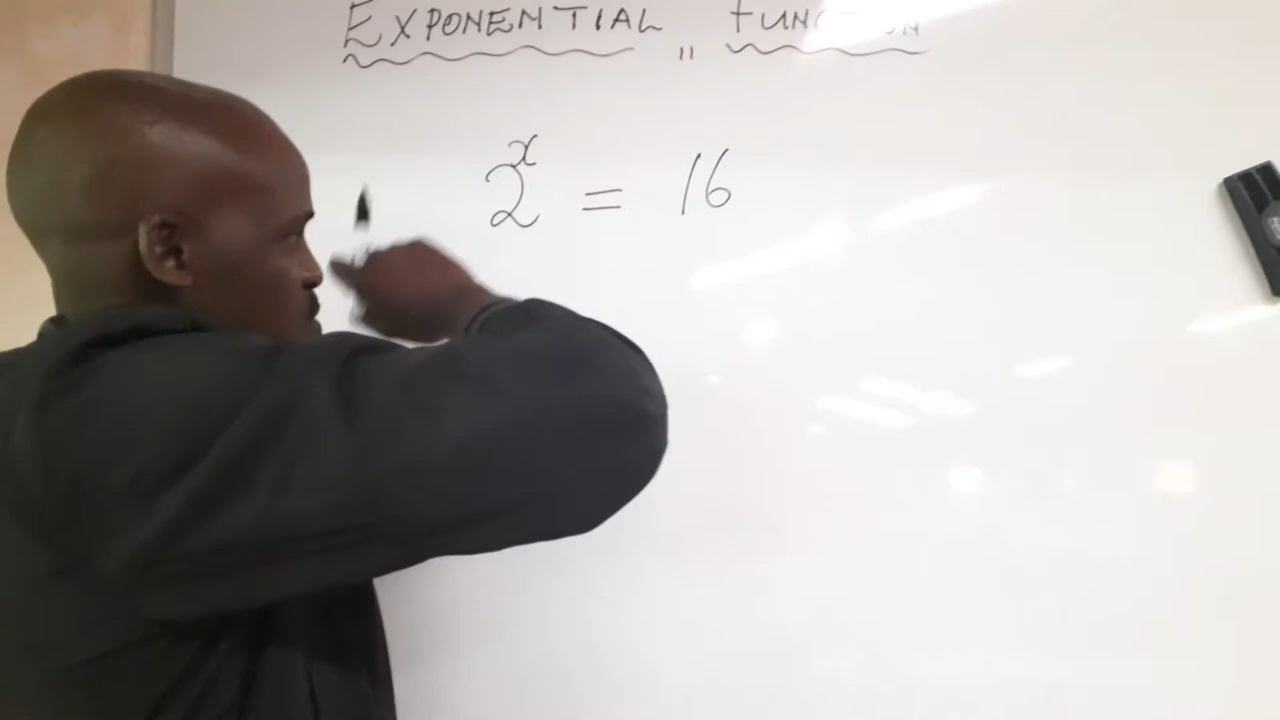 EXPONENTIAL
2^x = 16